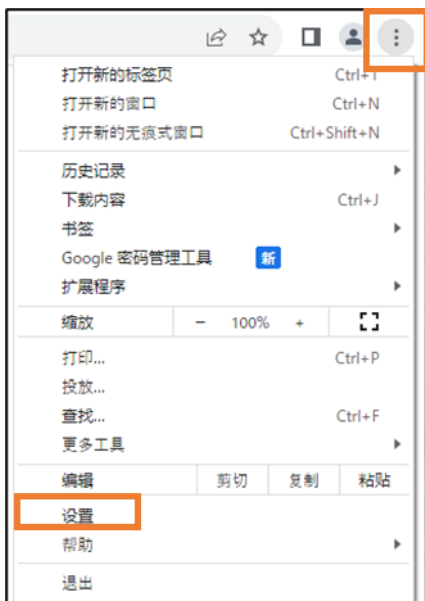 打开新的标签页 Ctrl+T
打开新的窗口 Ctrl+N
打开新的无痕式窗口 Ctrl+Shift+N
历史记录
下载内容 Ctrl+J
书签
Google 密码管理工具 新
扩展程序
缩放 − 100% +
打印... Ctrl+P
投放...
查找... Ctrl+F
更多工具
编辑 剪切 复制 粘贴
设置
帮助
退出